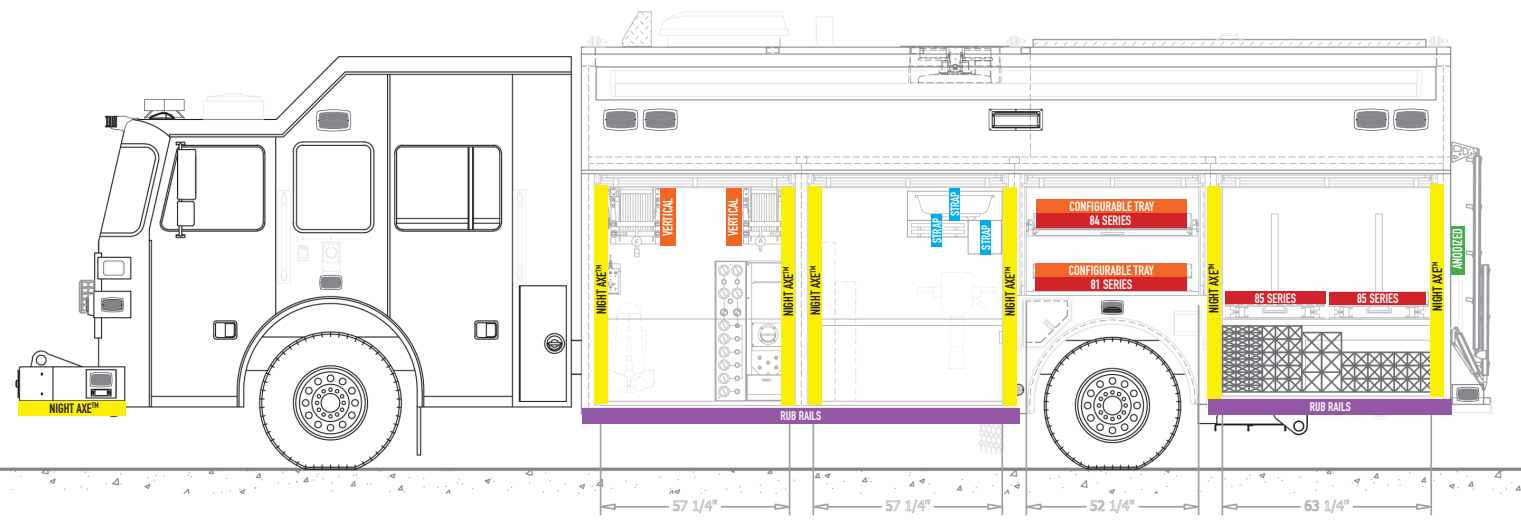 VERTICAL
VERTICAL
STRAP
STRAP
STRAP
CONFIGURABLE TRAY
84 SERIES
CONFIGURABLE TRAY
81 SERIES
ANODIZED
NIGHT AXE™
NIGHT AXE™
NIGHT AXE™
NIGHT AXE™
NIGHT AXE™
NIGHT AXE™
85 SERIES
85 SERIES
E
A
NIGHT AXE™
RUB RAILS
RUB RAILS
57 1/4"
57 1/4"
52 1/4"
63 1/4"